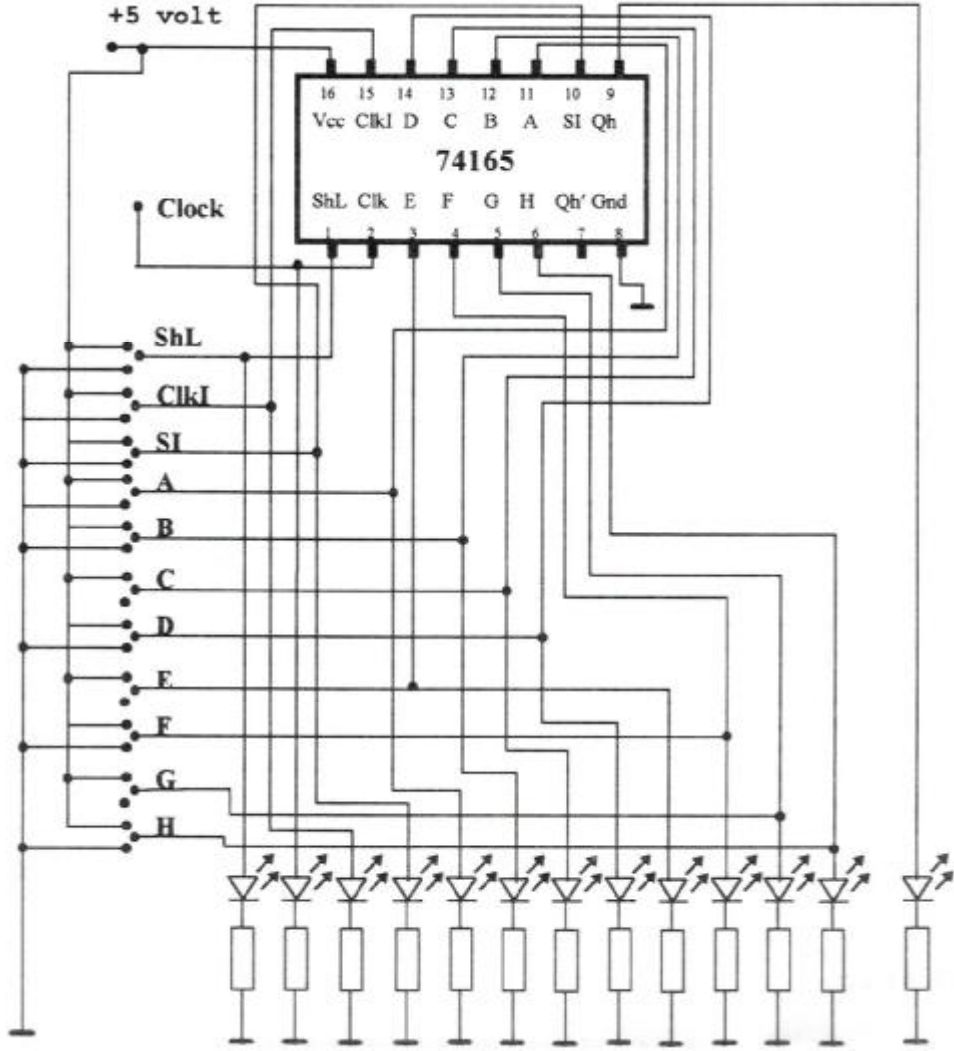 +5 volt
16 15 14 13 12 11 10 9
Vcc ClkI D C B A SI Qh
74165
ShL Clk E F G H Qh' Gnd
1 2 3 4 5 6 7 8
Clock
ShL
ClkI
SI
A
B
C
D
E
F
G
H